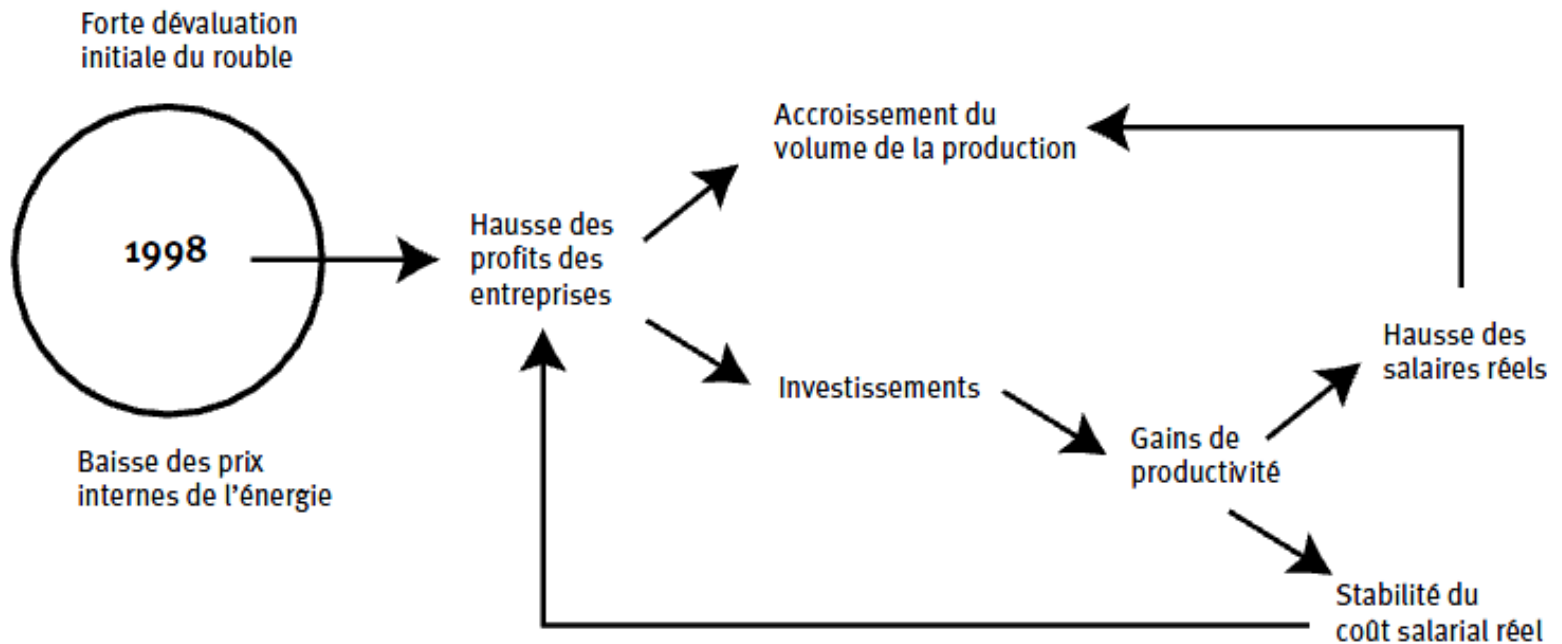 Forte dévaluation
initiale du rouble
1998
Baisse des prix
internes de l'énergie
Hausse des
profits des
entreprises
Accroissement du
volume de la production
Investissements
Gains de
productivité
Hausse des
salaires réels
Stabilité du
coût salarial réel